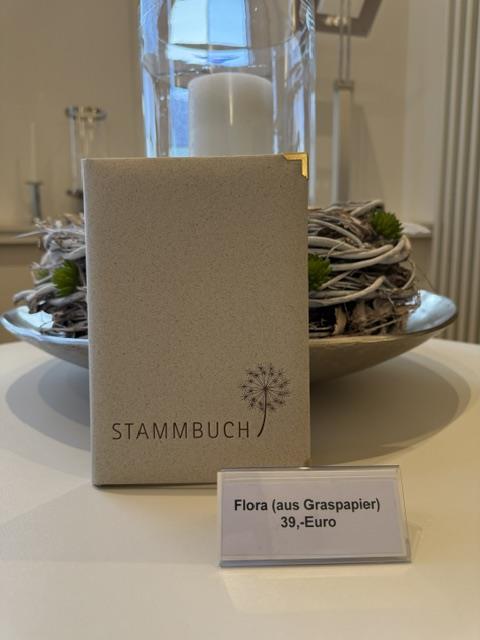 STAMMBUCH
Flora (aus Graspapier)
39,-Euro